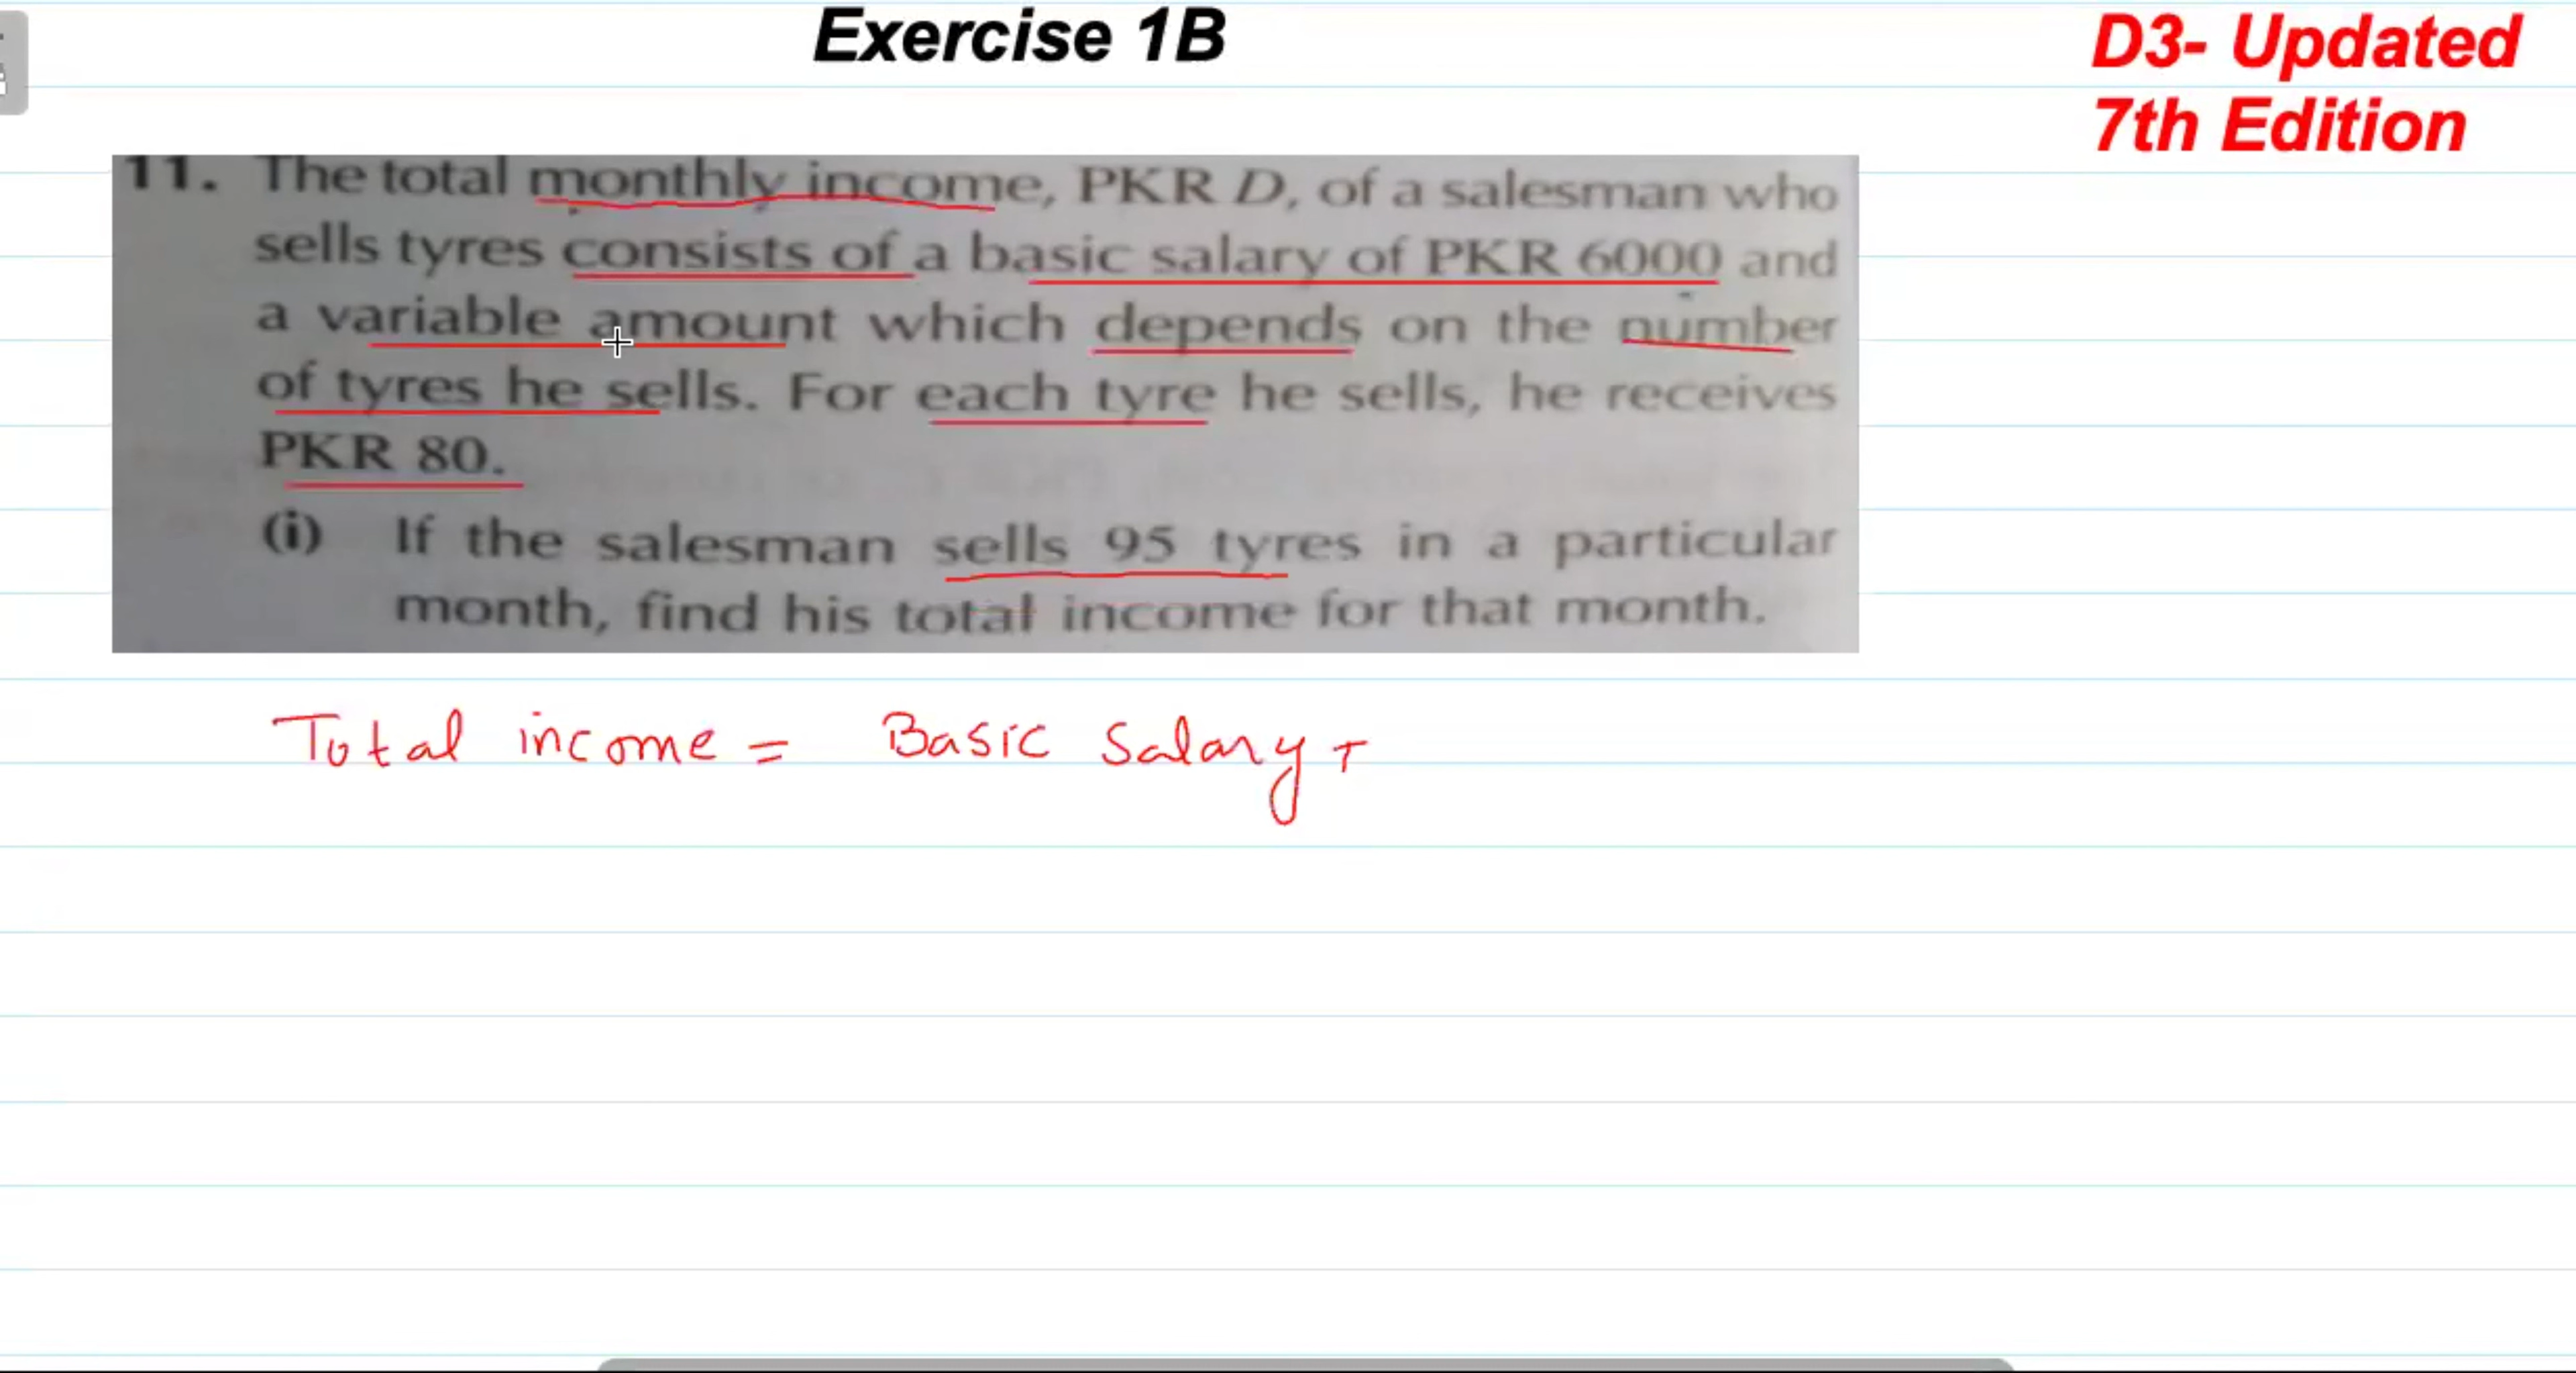 Exercise 1B
D3- Updated
7th Edition
11. The total monthly income, PKR D, of a salesman who
sells tyres consists of a basic salary of PKR 6000 and
a variable amount which depends on the number
of tyres he sells. For each tyre he sells, he receives
PKR 80.
(i) If the salesman sells 95 tyres in a particular
month, find his total income for that month.
Total income = Basic Salary +